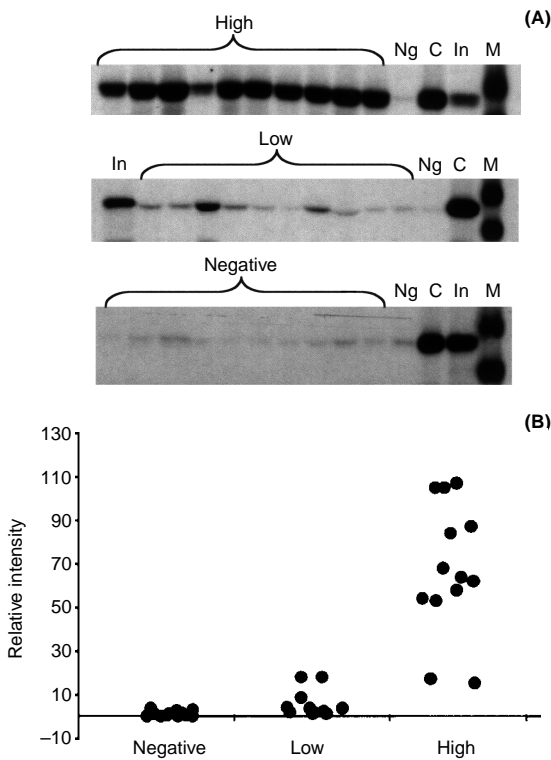 (A)
High
Ng C In M
Low
In Ng C
Negative
Ng C In M
(B)
130
110
90
70
50
30
10
–10
Relative intensity
Negative Low High